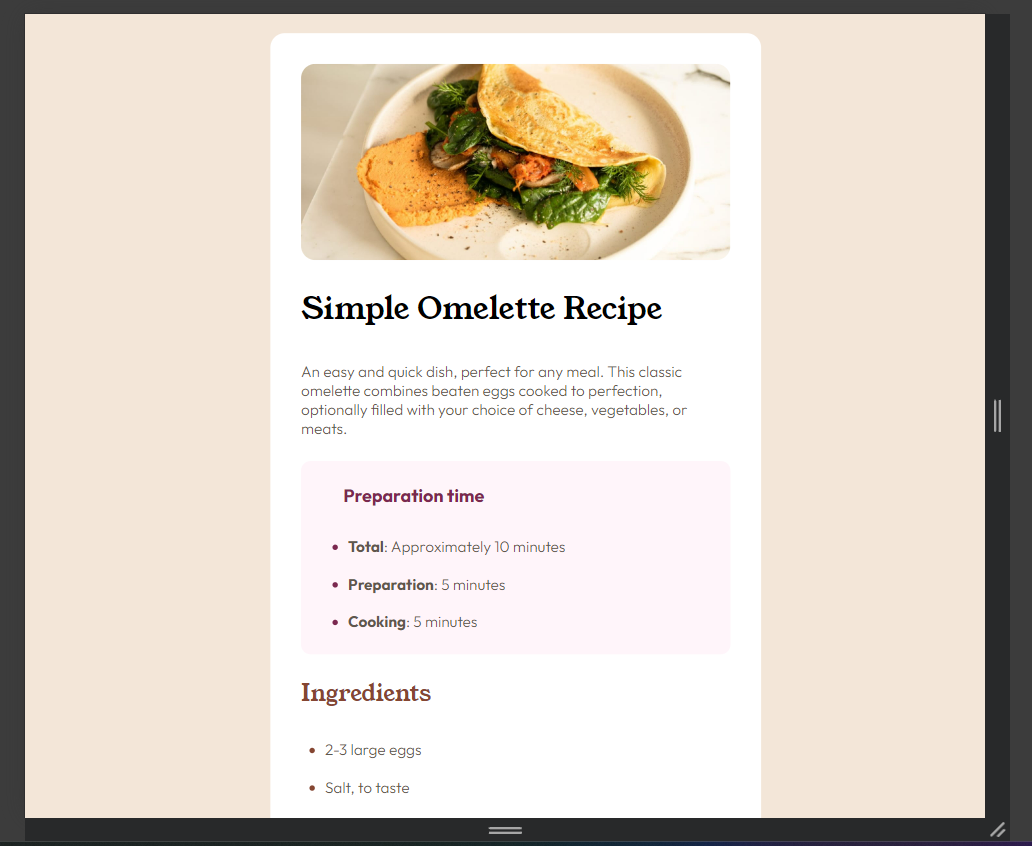 Simple Omelette Recipe
An easy and quick dish, perfect for any meal. This classic
omelette combines beaten eggs cooked to perfection,
optionally filled with your choice of cheese, vegetables, or
meats.
Preparation time
• Total: Approximately 10 minutes
• Preparation: 5 minutes
• Cooking: 5 minutes
Ingredients
• 2-3 large eggs
• Salt, to taste